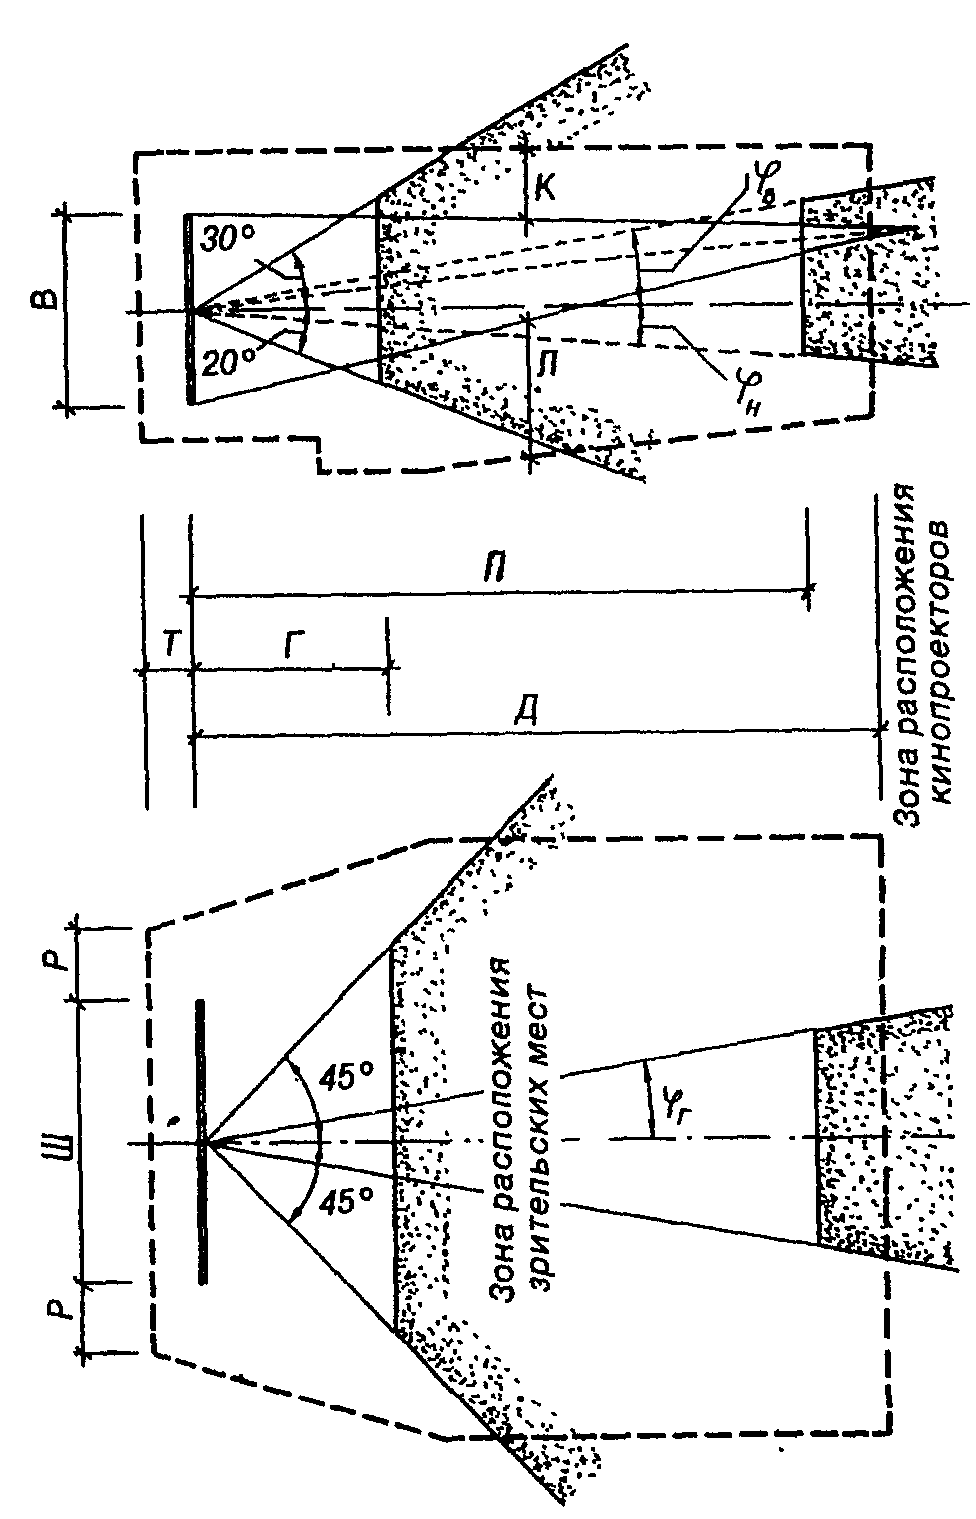 В
30°
20°
К
Л
φв
φн
П
Т
Г
Д
Зона расположения
кинопроекторов
Р
Ш
Р
45°
45°
Зона расположения
зрительских мест
φг